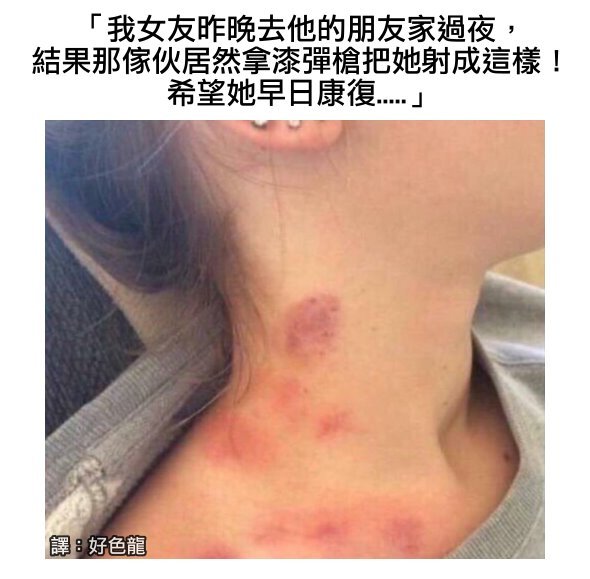 「我女友昨晚去他的朋友家過夜，
結果那傢伙居然拿漆彈槍把她射成這樣！
希望她早日康復.....」
譯：好色龍